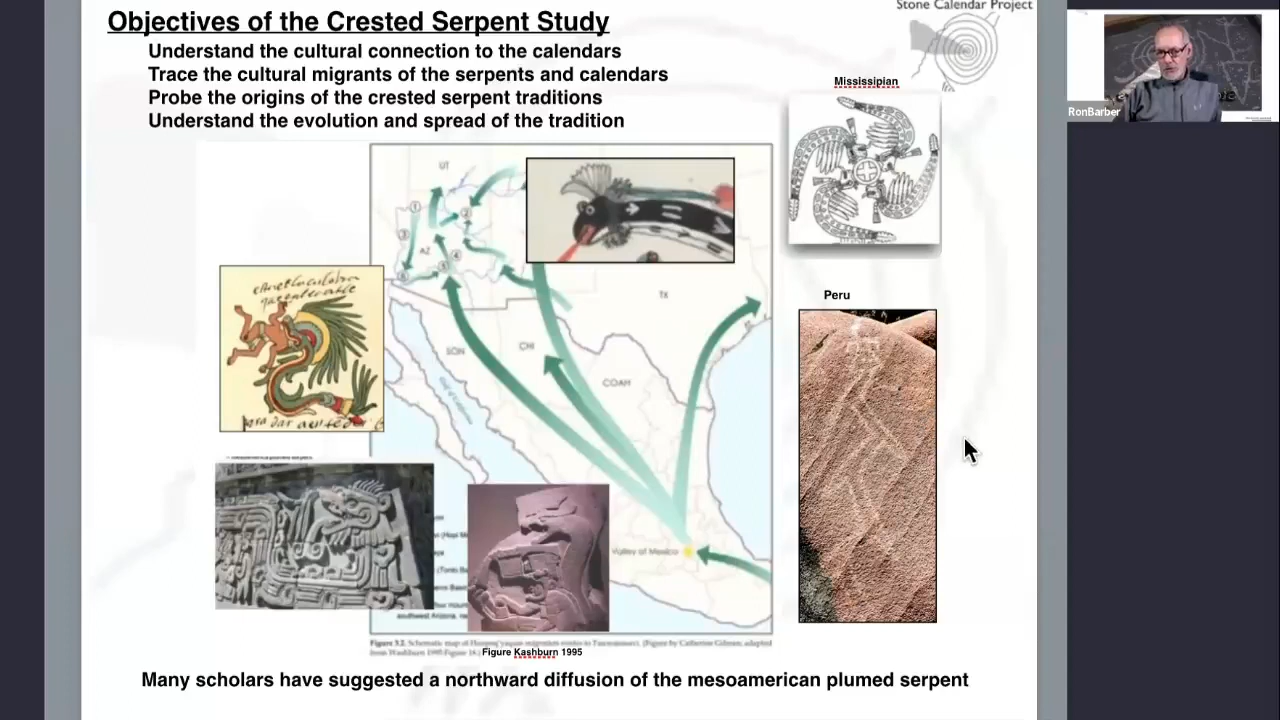 Objectives of the Crested Serpent Study
Stone Calendar Project
Understand the cultural connection to the calendars
Trace the cultural migrants of the serpents and calendars
Probe the origins of the crested serpent traditions
Understand the evolution and spread of the tradition
RonBarber
Mississipian
UT
AZ
TX
SON
CHI
COAH
Gulf of California
Peru
Valley of Mexico
Figure Kashburn 1995
Many scholars have suggested a northward diffusion of the mesoamerican plumed serpent